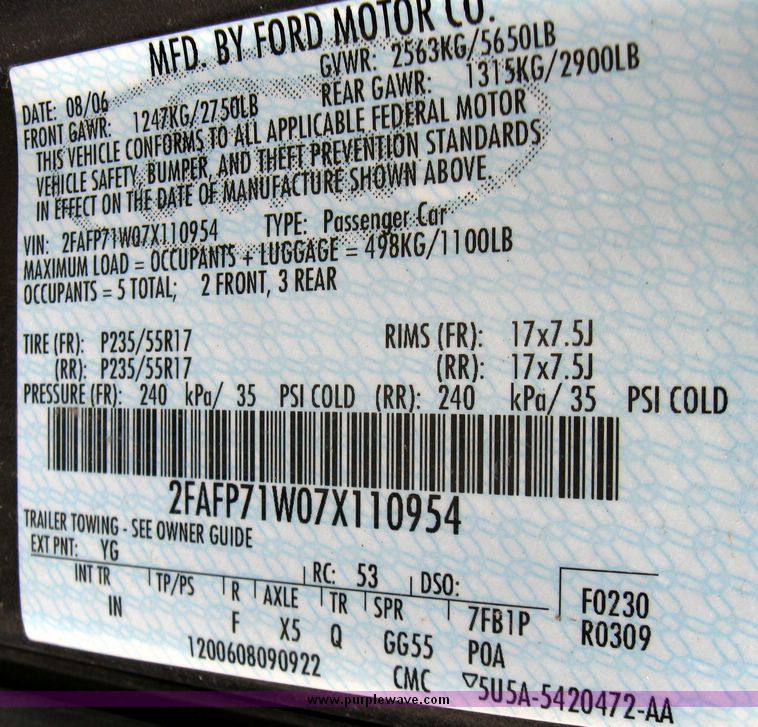 MFD. BY FORD MOTOR CO.
DATE: 08/06 GVWR: 2563KG/5650LB
FRONT GAWR: 1247KG/2750LB REAR GAWR: 1315KG/2900LB
THIS VEHICLE CONFORMS TO ALL APPLICABLE FEDERAL MOTOR
VEHICLE SAFETY, BUMPER, AND THEFT PREVENTION STANDARDS
IN EFFECT ON THE DATE OF MANUFACTURE SHOWN ABOVE.
VIN: 2FAFP71W07X110954 TYPE: Passenger Car
MAXIMUM LOAD = OCCUPANTS + LUGGAGE = 498KG/1100LB
OCCUPANTS = 5 TOTAL; 2 FRONT, 3 REAR
TIRE (FR): P235/55R17 RIMS (FR): 17x7.5J
(RR): P235/55R17 (RR): 17x7.5J
PRESSURE (FR): 240 kPa/ 35 PSI COLD (RR): 240 kPa/ 35 PSI COLD
2FAFP71W07X110954
TRAILER TOWING - SEE OWNER GUIDE
EXT PNT: YG RC: 53 DSO: F0230
INT TR TP/PS R AXLE TR SPR 7FB1P R0309
IN F X5 Q GG55 POA
1200608090922 CMC ▽5U5A-5420472-AA
www.purplewave.com